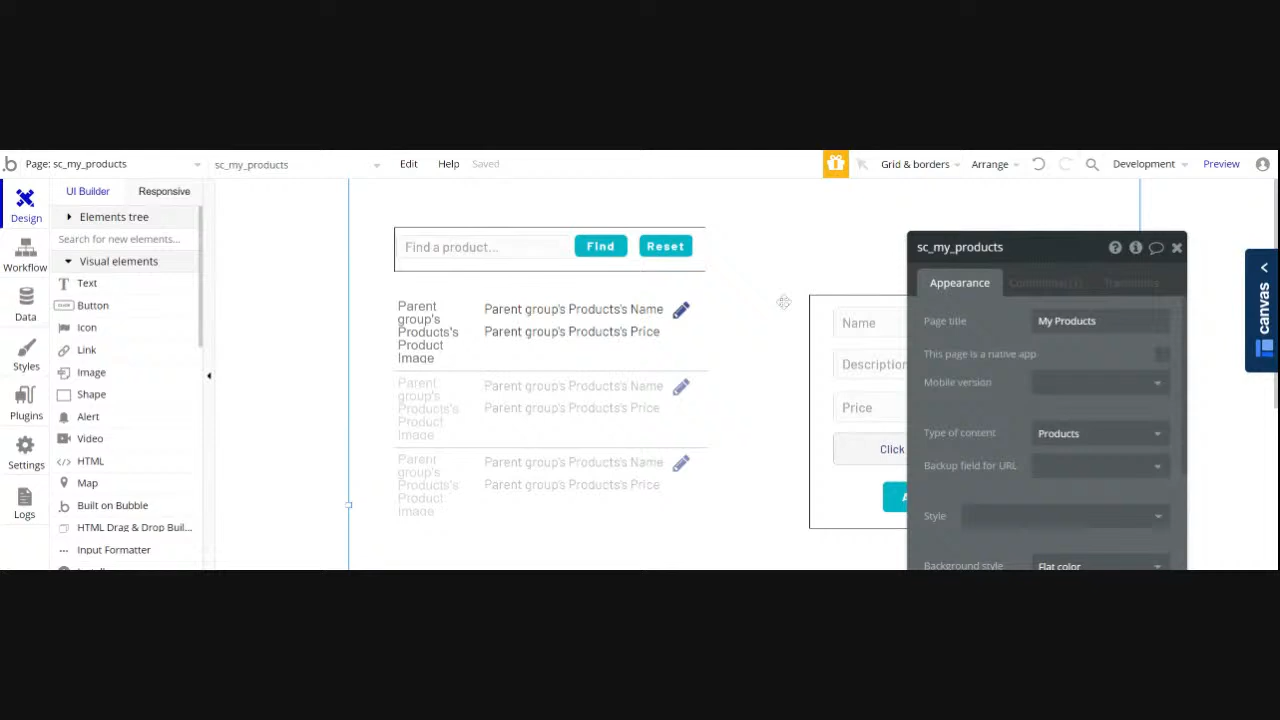 Page: sc_my_products
sc_my_products
Edit
Help
Saved
Grid & borders
Arrange
Development
Preview
Design
Workflow
Data
Styles
Plugins
Settings
Logs
UI Builder
Responsive
Elements tree
Search for new elements...
Visual elements
Text
Button
Icon
Link
Image
Shape
Alert
Video
HTML
Map
Built on Bubble
HTML Drag & Drop Buil...
Input Formatter
Find a product...
Find
Reset
Parent
group's
Products's
Product
Image
Parent group's Products's Name
Parent group's Products's Price
Parent
group's
Products's
Product
Image
Parent group's Products's Name
Parent group's Products's Price
Parent
group's
Products's
Product
Image
Parent group's Products's Name
Parent group's Products's Price
Name
Description
Price
Click
sc_my_products
Appearance
Conditional (1)
Transitions
Page title
My Products
This page is a native app
Mobile version
Type of content
Products
Backup field for URL
Style
Background style
Flat color
canvas